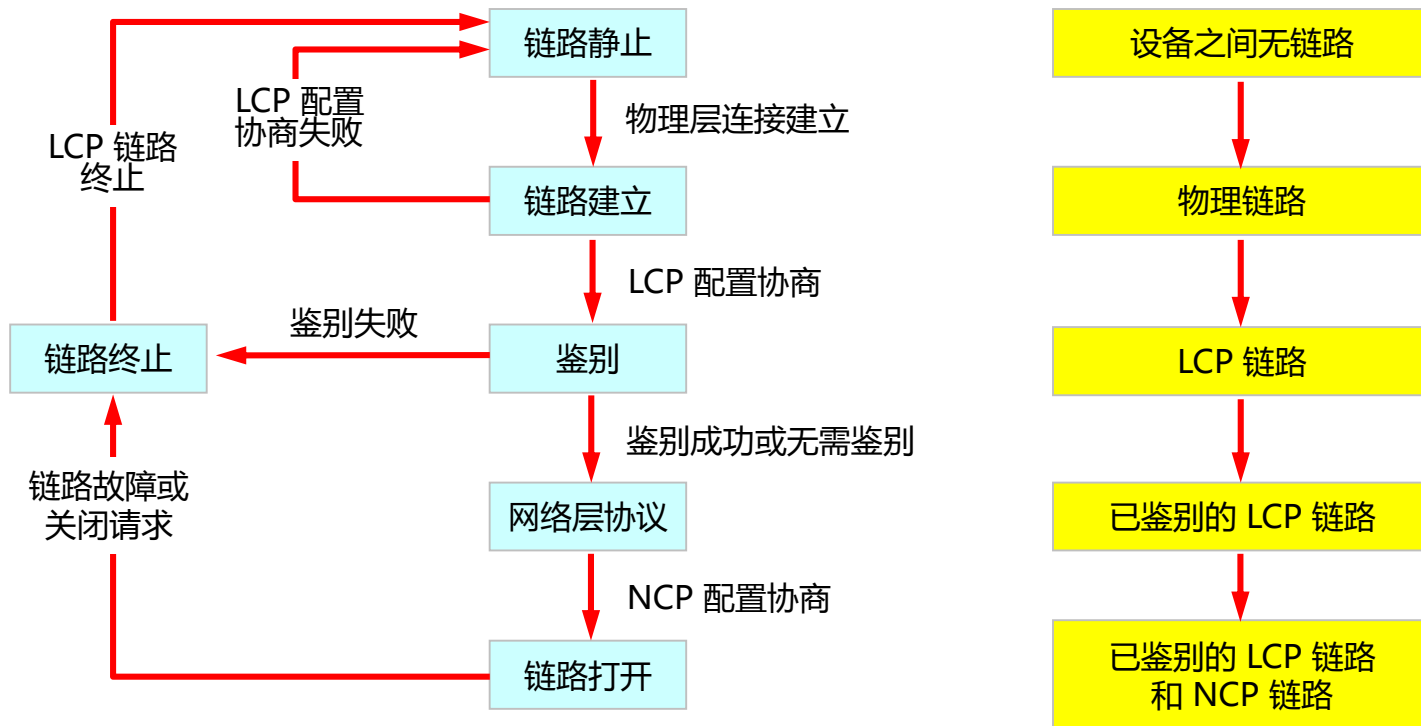 链路静止
设备之间无链路
LCP 配置
协商失败
物理层连接建立
LCP 链路
终止
链路建立
物理链路
LCP 配置协商
鉴别失败
链路终止
鉴别
LCP 链路
鉴别成功或无需鉴别
链路故障或
关闭请求
网络层协议
已鉴别的 LCP 链路
NCP 配置协商
链路打开
已鉴别的 LCP 链路
和 NCP 链路